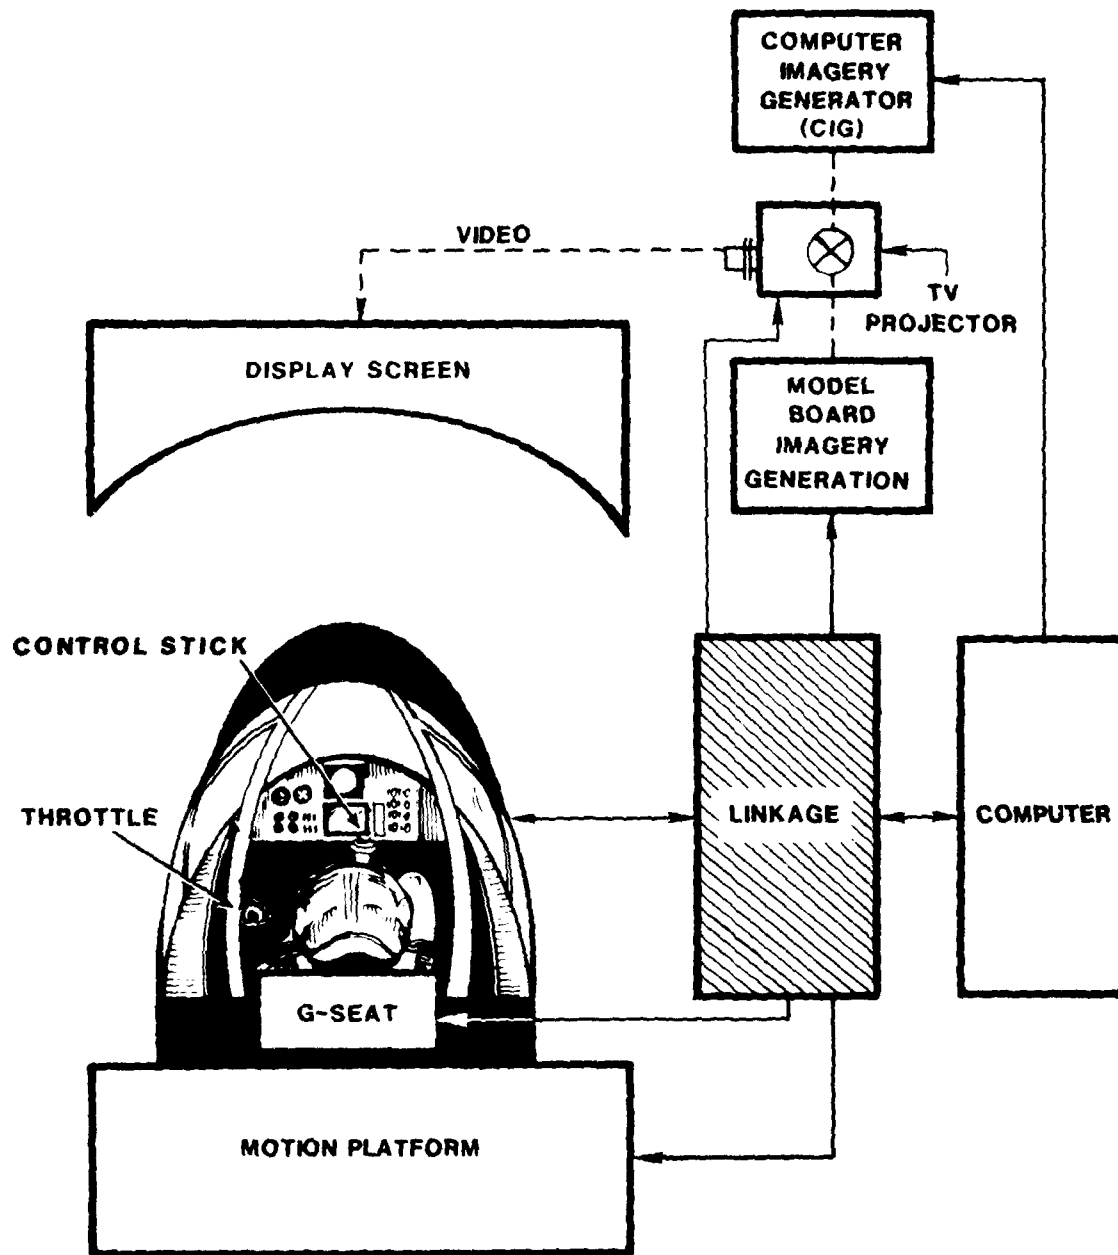 COMPUTER
IMAGERY
GENERATOR
(CIG)
VIDEO
TV
PROJECTOR
DISPLAY SCREEN
MODEL
BOARD
IMAGERY
GENERATION
CONTROL STICK
THROTTLE
LINKAGE
COMPUTER
G-SEAT
MOTION PLATFORM